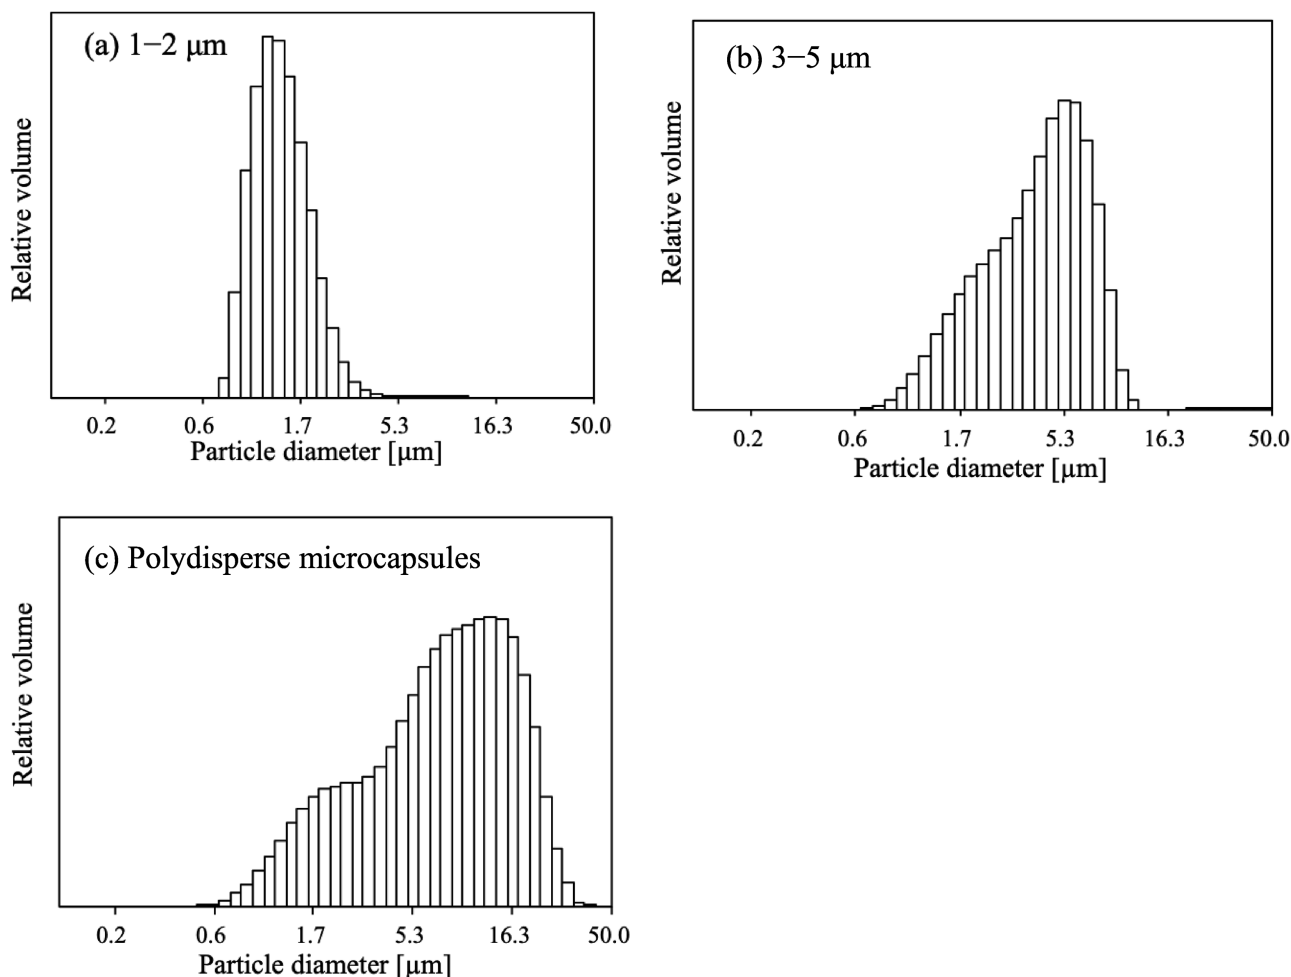 (a) 1−2 μm
Relative volume
0.2 0.6 1.7 5.3 16.3 50.0
Particle diameter [μm]
(b) 3−5 μm
Relative volume
0.2 0.6 1.7 5.3 16.3 50.0
Particle diameter [μm]
(c) Polydisperse microcapsules
Relative volume
0.2 0.6 1.7 5.3 16.3 50.0
Particle diameter [μm]